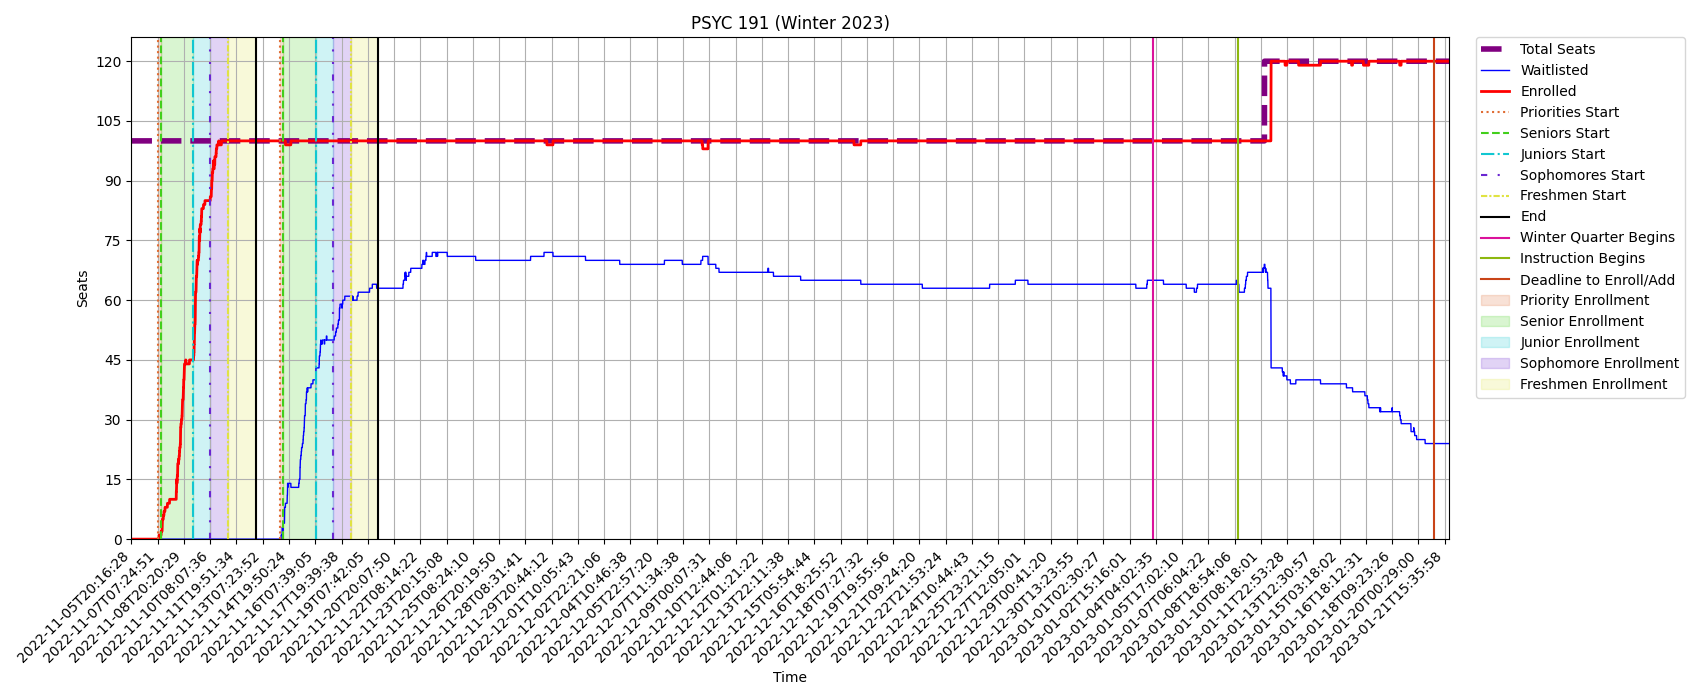 PSYC 191 (Winter 2023)
Seats
120
105
90
75
60
45
30
15
0
2022-11-05T20:16:28
2022-11-07T07:24:51
2022-11-08T20:20:29
2022-11-10T08:07:36
2022-11-11T19:51:34
2022-11-13T07:23:52
2022-11-14T19:50:24
2022-11-16T07:39:05
2022-11-17T19:39:38
2022-11-19T07:42:05
2022-11-20T20:07:50
2022-11-22T08:14:22
2022-11-23T20:15:08
2022-11-25T08:24:10
2022-11-26T20:19:50
2022-11-28T08:31:41
2022-11-29T20:44:12
2022-12-01T10:05:43
2022-12-02T22:21:06
2022-12-04T10:46:38
2022-12-05T22:57:20
2022-12-07T11:34:38
2022-12-09T00:07:31
2022-12-10T12:44:06
2022-12-12T01:21:22
2022-12-13T13:11:38
2022-12-15T05:54:44
2022-12-16T18:25:52
2022-12-18T07:27:32
2022-12-19T19:55:56
2022-12-21T09:24:20
2022-12-22T21:53:24
2022-12-24T10:44:43
2022-12-25T23:21:15
2022-12-27T12:05:01
2022-12-29T00:41:20
2022-12-30T13:23:55
2023-01-01T02:30:27
2023-01-02T15:16:01
2023-01-04T04:02:35
2023-01-05T17:02:10
2023-01-07T06:04:22
2023-01-08T18:54:06
2023-01-10T08:18:01
2023-01-11T22:53:28
2023-01-13T12:30:57
2023-01-15T03:18:02
2023-01-16T18:12:31
2023-01-18T09:23:26
2023-01-20T00:29:00
2023-01-21T15:35:58
Time
Total Seats
Waitlisted
Enrolled
Priorities Start
Seniors Start
Juniors Start
Sophomores Start
Freshmen Start
End
Winter Quarter Begins
Instruction Begins
Deadline to Enroll/Add
Priority Enrollment
Senior Enrollment
Junior Enrollment
Sophomore Enrollment
Freshmen Enrollment